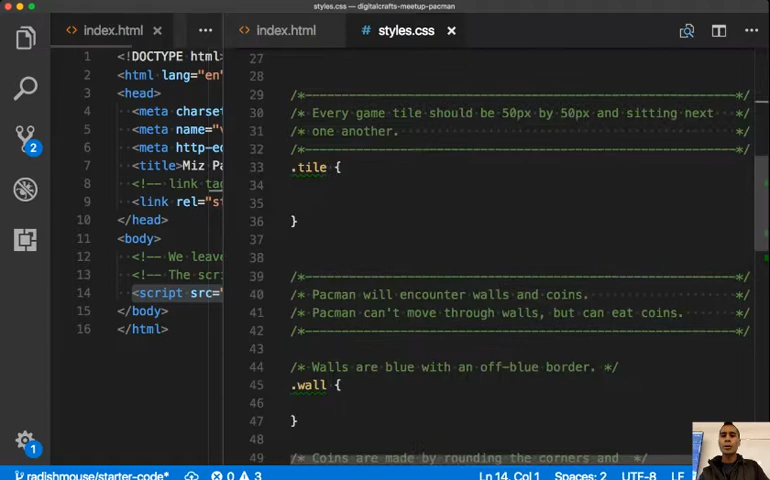 styles.css — digitalcrafts-meetup-pacman
index.html
index.html
# styles.css
1 <!DOCTYPE html>
2 <html lang="en"
3 <head>
4 <meta charset
5 <meta name="v
6 <meta http-eq
7 <title>Miz Pa
8 <!-- link tag
9 <link rel="st
10 </head>
11 <body>
12 <!-- We leave
13 <!-- The scri
14 <script src="
15 </body>
16 </html>
27
28
29 /*--------------------------------------------------*/
30 /* Every game tile should be 50px by 50px and sitting next
31 /* one another. */
32 /*--------------------------------------------------*/
33 .tile {
34
35
36 }
37
38
39 /*--------------------------------------------------*/
40 /* Pacman will encounter walls and coins. */
41 /* Pacman can't move through walls, but can eat coins. */
42 /*--------------------------------------------------*/
43
44 /* Walls are blue with an off-blue border. */
45 .wall {
46
47 }
48
49 /* Coins are made by rounding the corners and */
2
1
radishmouse/starter-code*
0 3
Ln 14, Col 1
Spaces: 2
UTF-8
LF